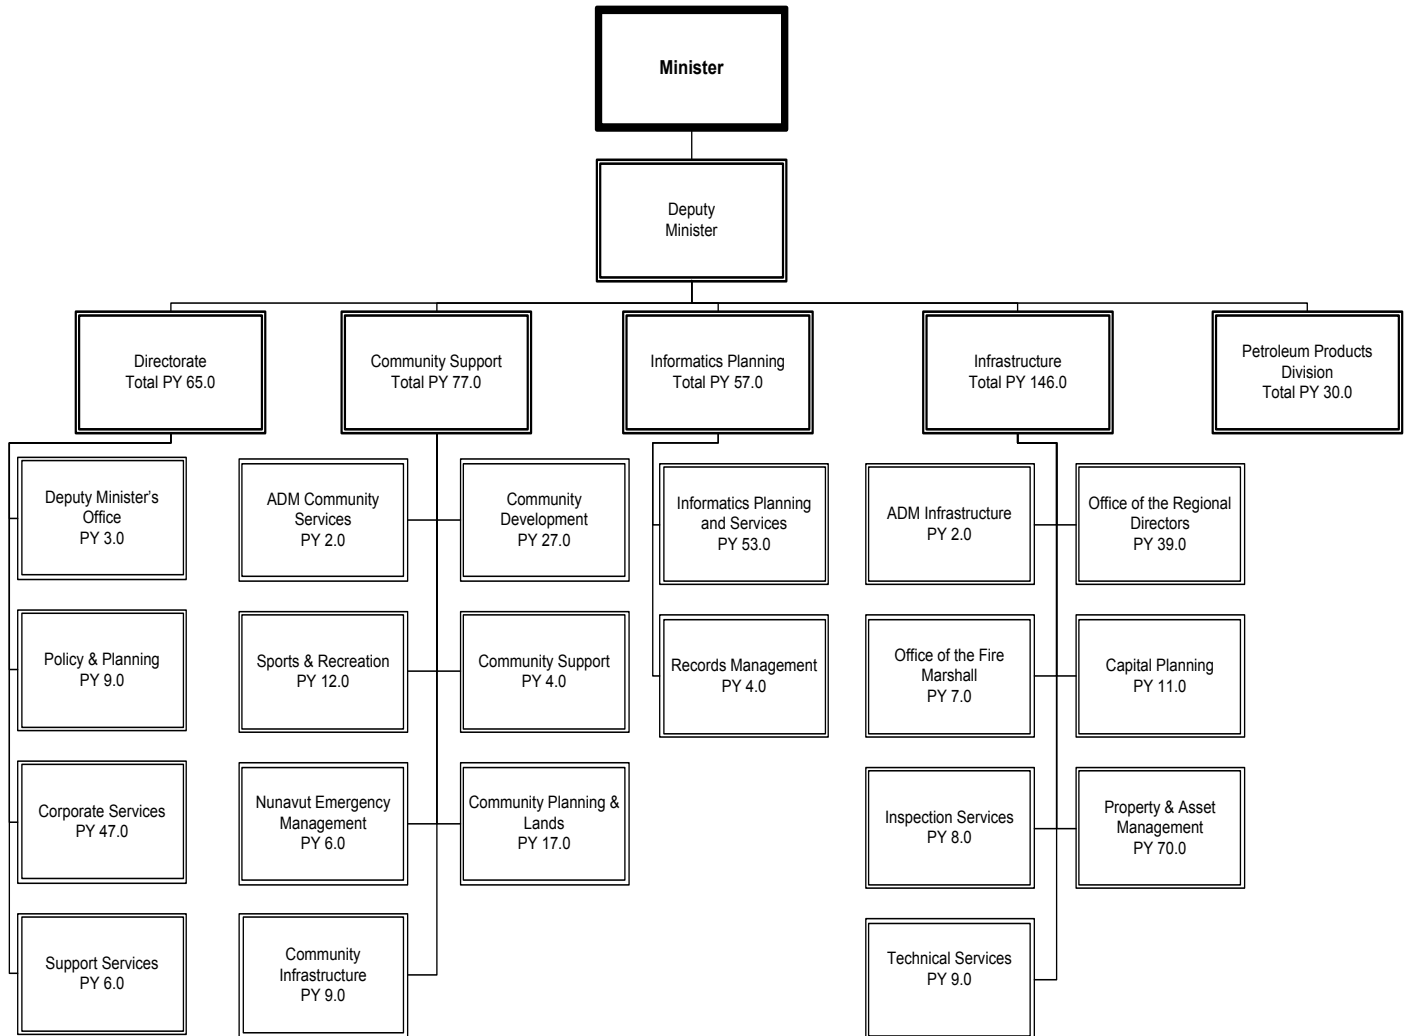 Minister
Deputy
Minister
Directorate
Total PY 65.0
Community Support
Total PY 77.0
Informatics Planning
Total PY 57.0
Infrastructure
Total PY 146.0
Petroleum Products
Division
Total PY 30.0
Deputy Minister's
Office
PY 3.0
ADM Community
Services
PY 2.0
Community
Development
PY 27.0
Informatics Planning
and Services
PY 53.0
ADM Infrastructure
PY 2.0
Office of the Regional
Directors
PY 39.0
Policy & Planning
PY 9.0
Sports & Recreation
PY 12.0
Community Support
PY 4.0
Records Management
PY 4.0
Office of the Fire
Marshall
PY 7.0
Capital Planning
PY 11.0
Corporate Services
PY 47.0
Nunavut Emergency
Management
PY 6.0
Community Planning &
Lands
PY 17.0
Inspection Services
PY 8.0
Property & Asset
Management
PY 70.0
Support Services
PY 6.0
Community
Infrastructure
PY 9.0
Technical Services
PY 9.0